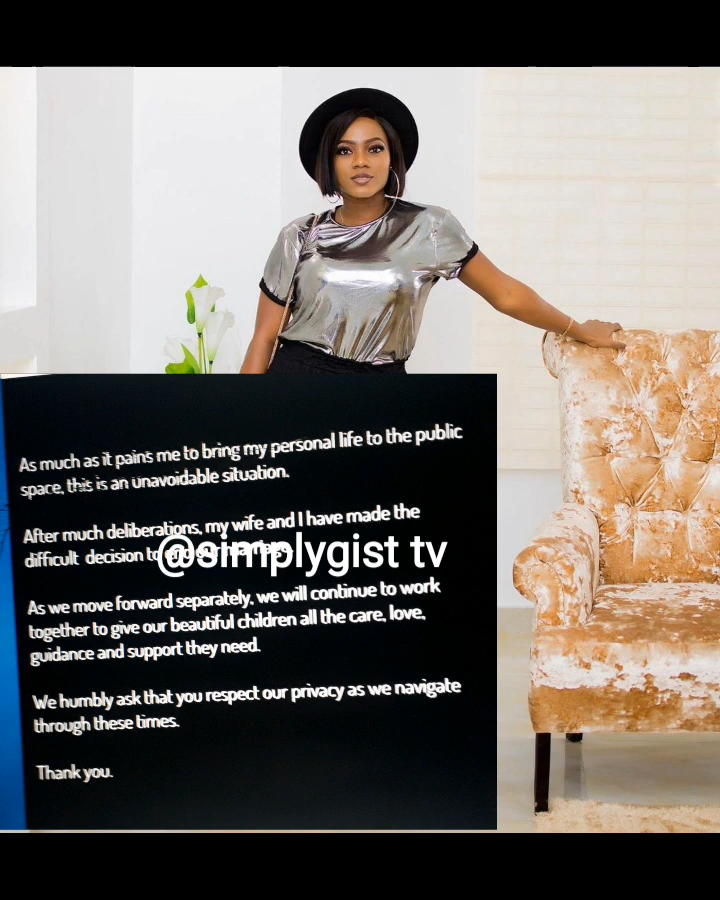 As much as it pains me to bring my personal life to the public
space, this is an unavoidable situation.
After much deliberations, my wife and I have made the
difficult decision to
@simplygist tv
As we move forward separately, we will continue to work
together to give our beautiful children all the care, love,
guidance and support they need.
We humbly ask that you respect our privacy as we navigate
through these times.
Thank you.